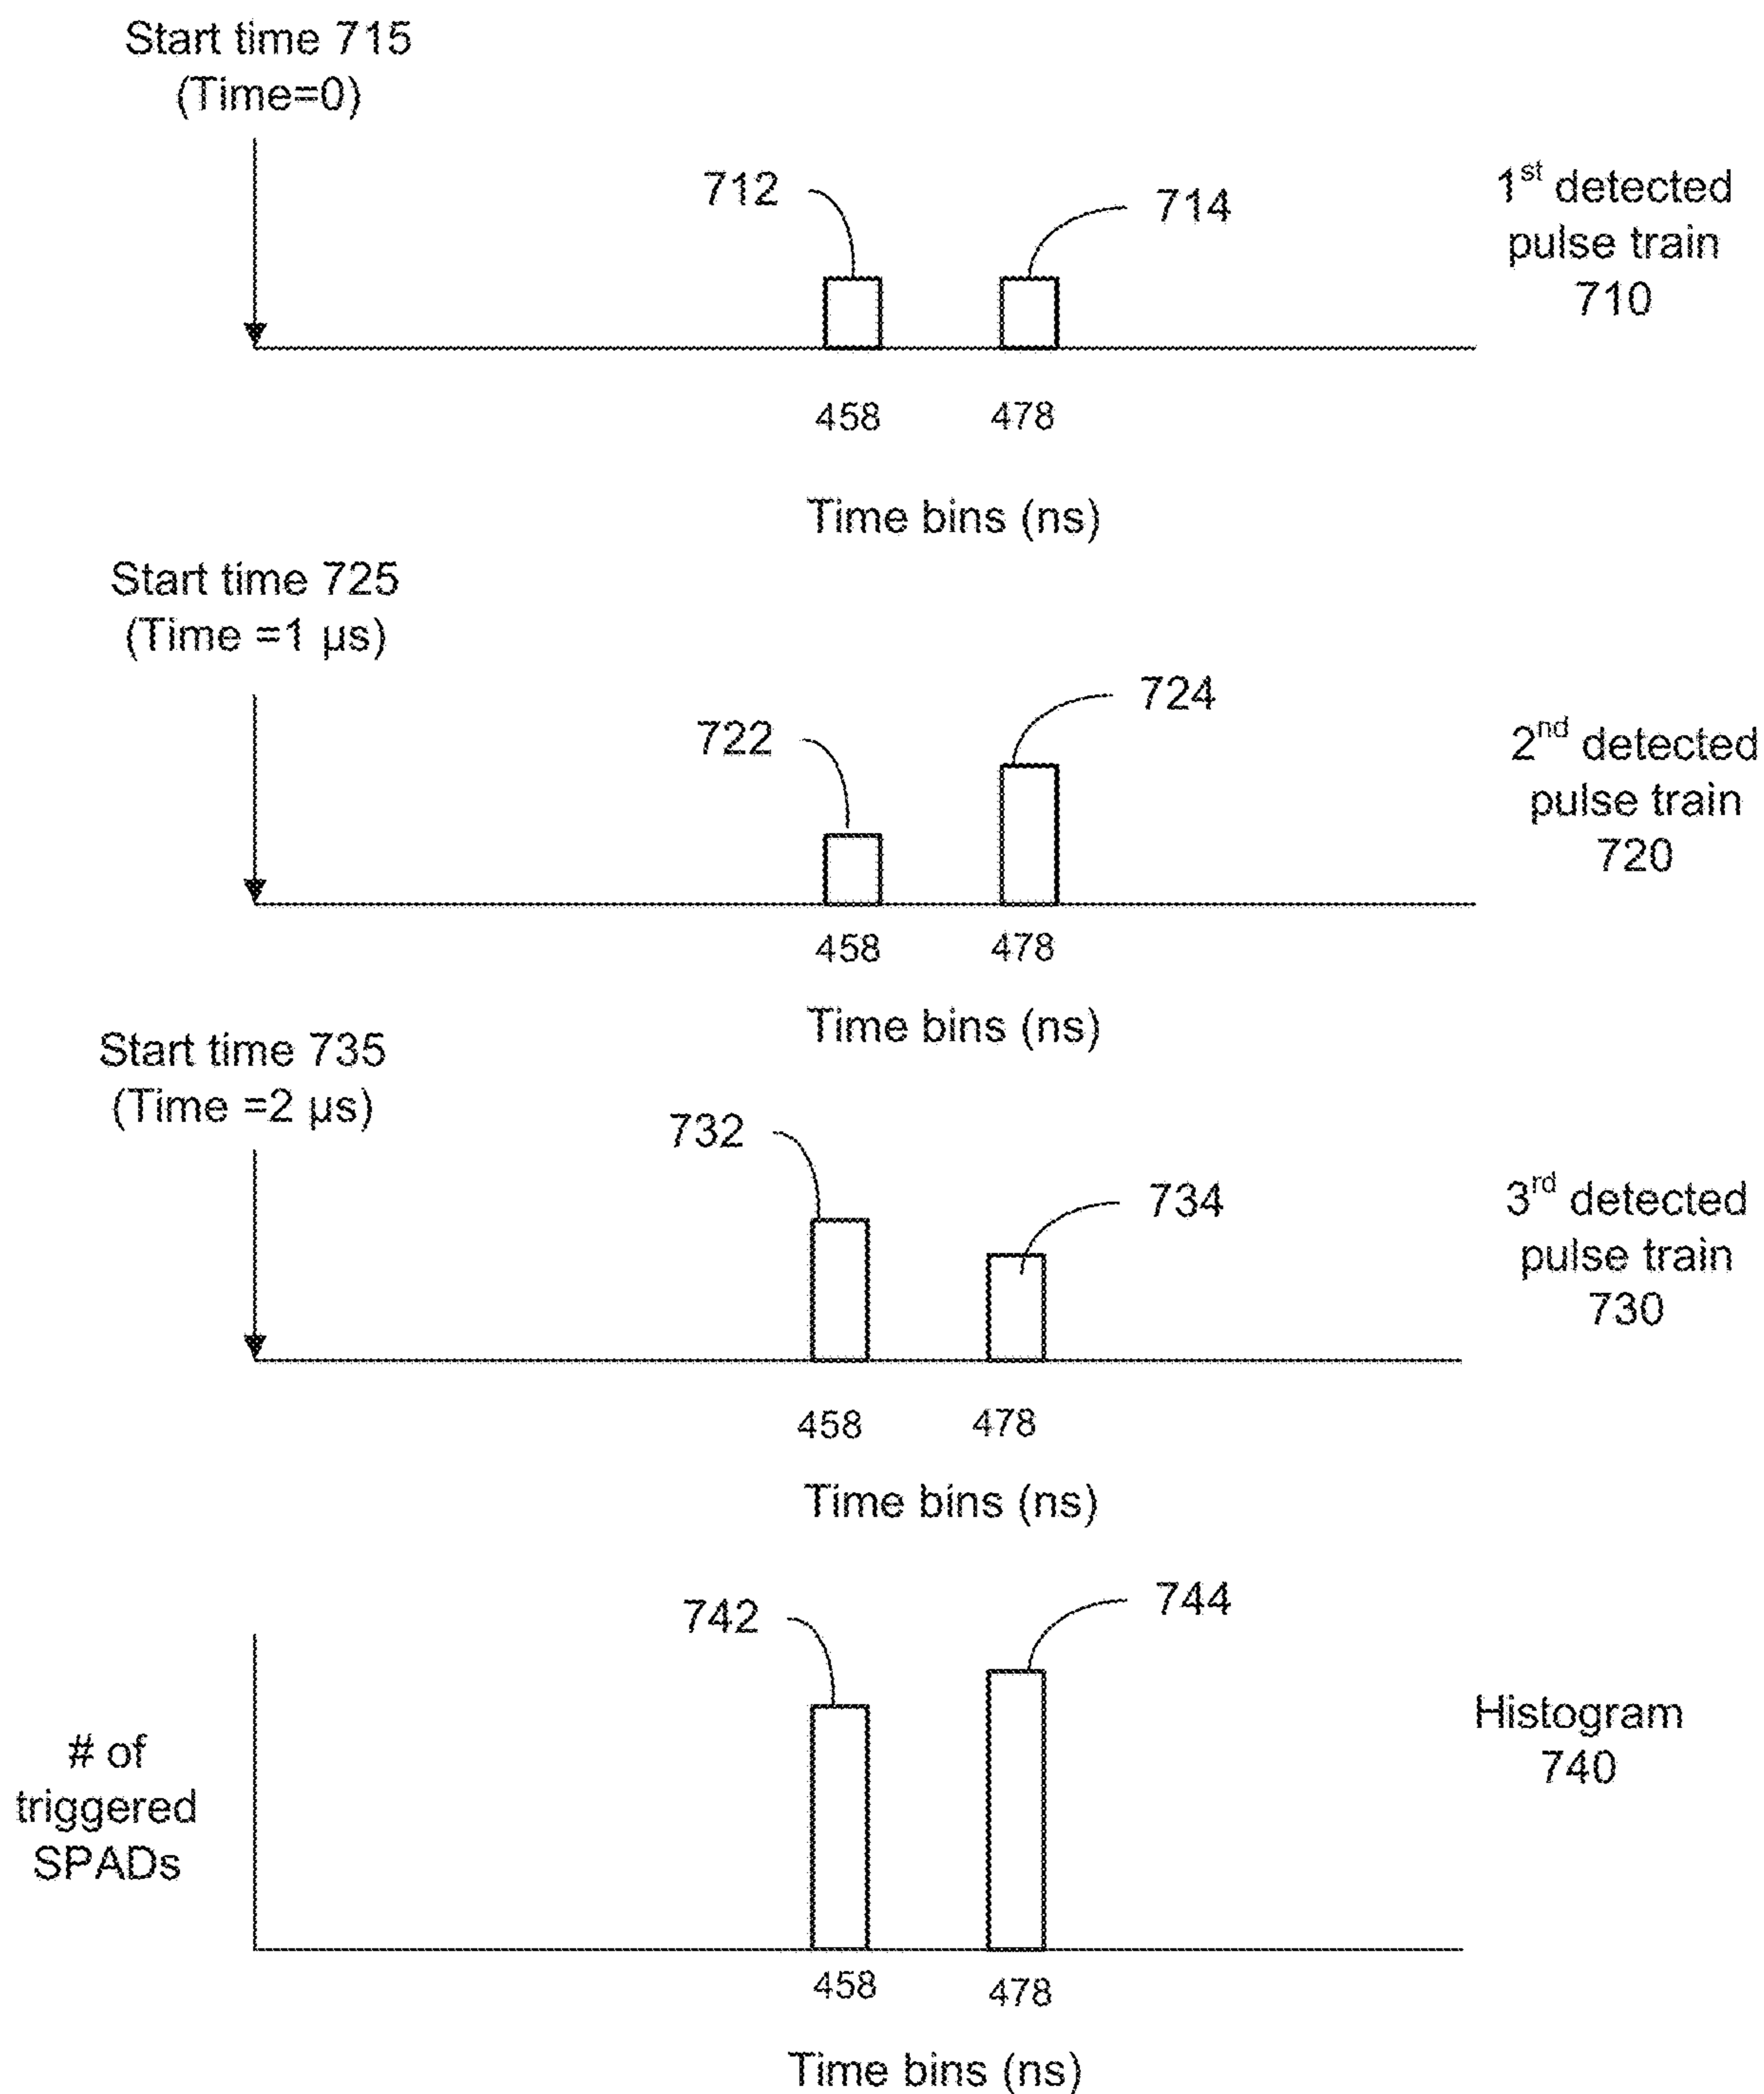 Start time 715
(Time=0)
712
714
1st detected
pulse train
710
458
478
Time bins (ns)
Start time 725
(Time =1 µs)
722
724
2nd detected
pulse train
720
458
478
Time bins (ns)
Start time 735
(Time =2 µs)
732
734
3rd detected
pulse train
730
458
478
Time bins (ns)
742
744
# of
triggered
SPADs
Histogram
740
458
478
Time bins (ns)